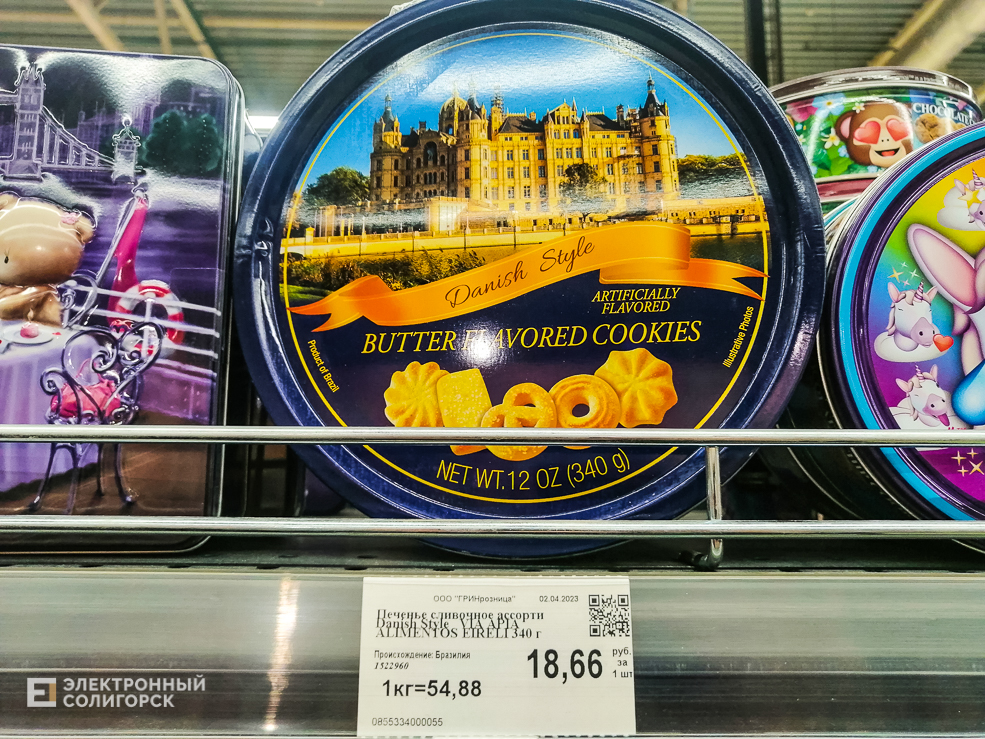 CHOCOLATE
Danish Style
ARTIFICIALLY
FLAVORED
BUTTER FLAVORED COOKIES
Product of Brazil
Illustrative Photos
NET WT.12 OZ (340 g)
ООО "ГРИНрозница" 02.04.2023
Печенье сливочное ассорти
Danish Style
ALIMENTOS EIRELI 340 г
Происхождение: Бразилия
1522960
18,66
руб.
за
1 шт
1кг=54,88
0855334000055
ЭЛЕКТРОННЫЙ
СОЛИГОРСК